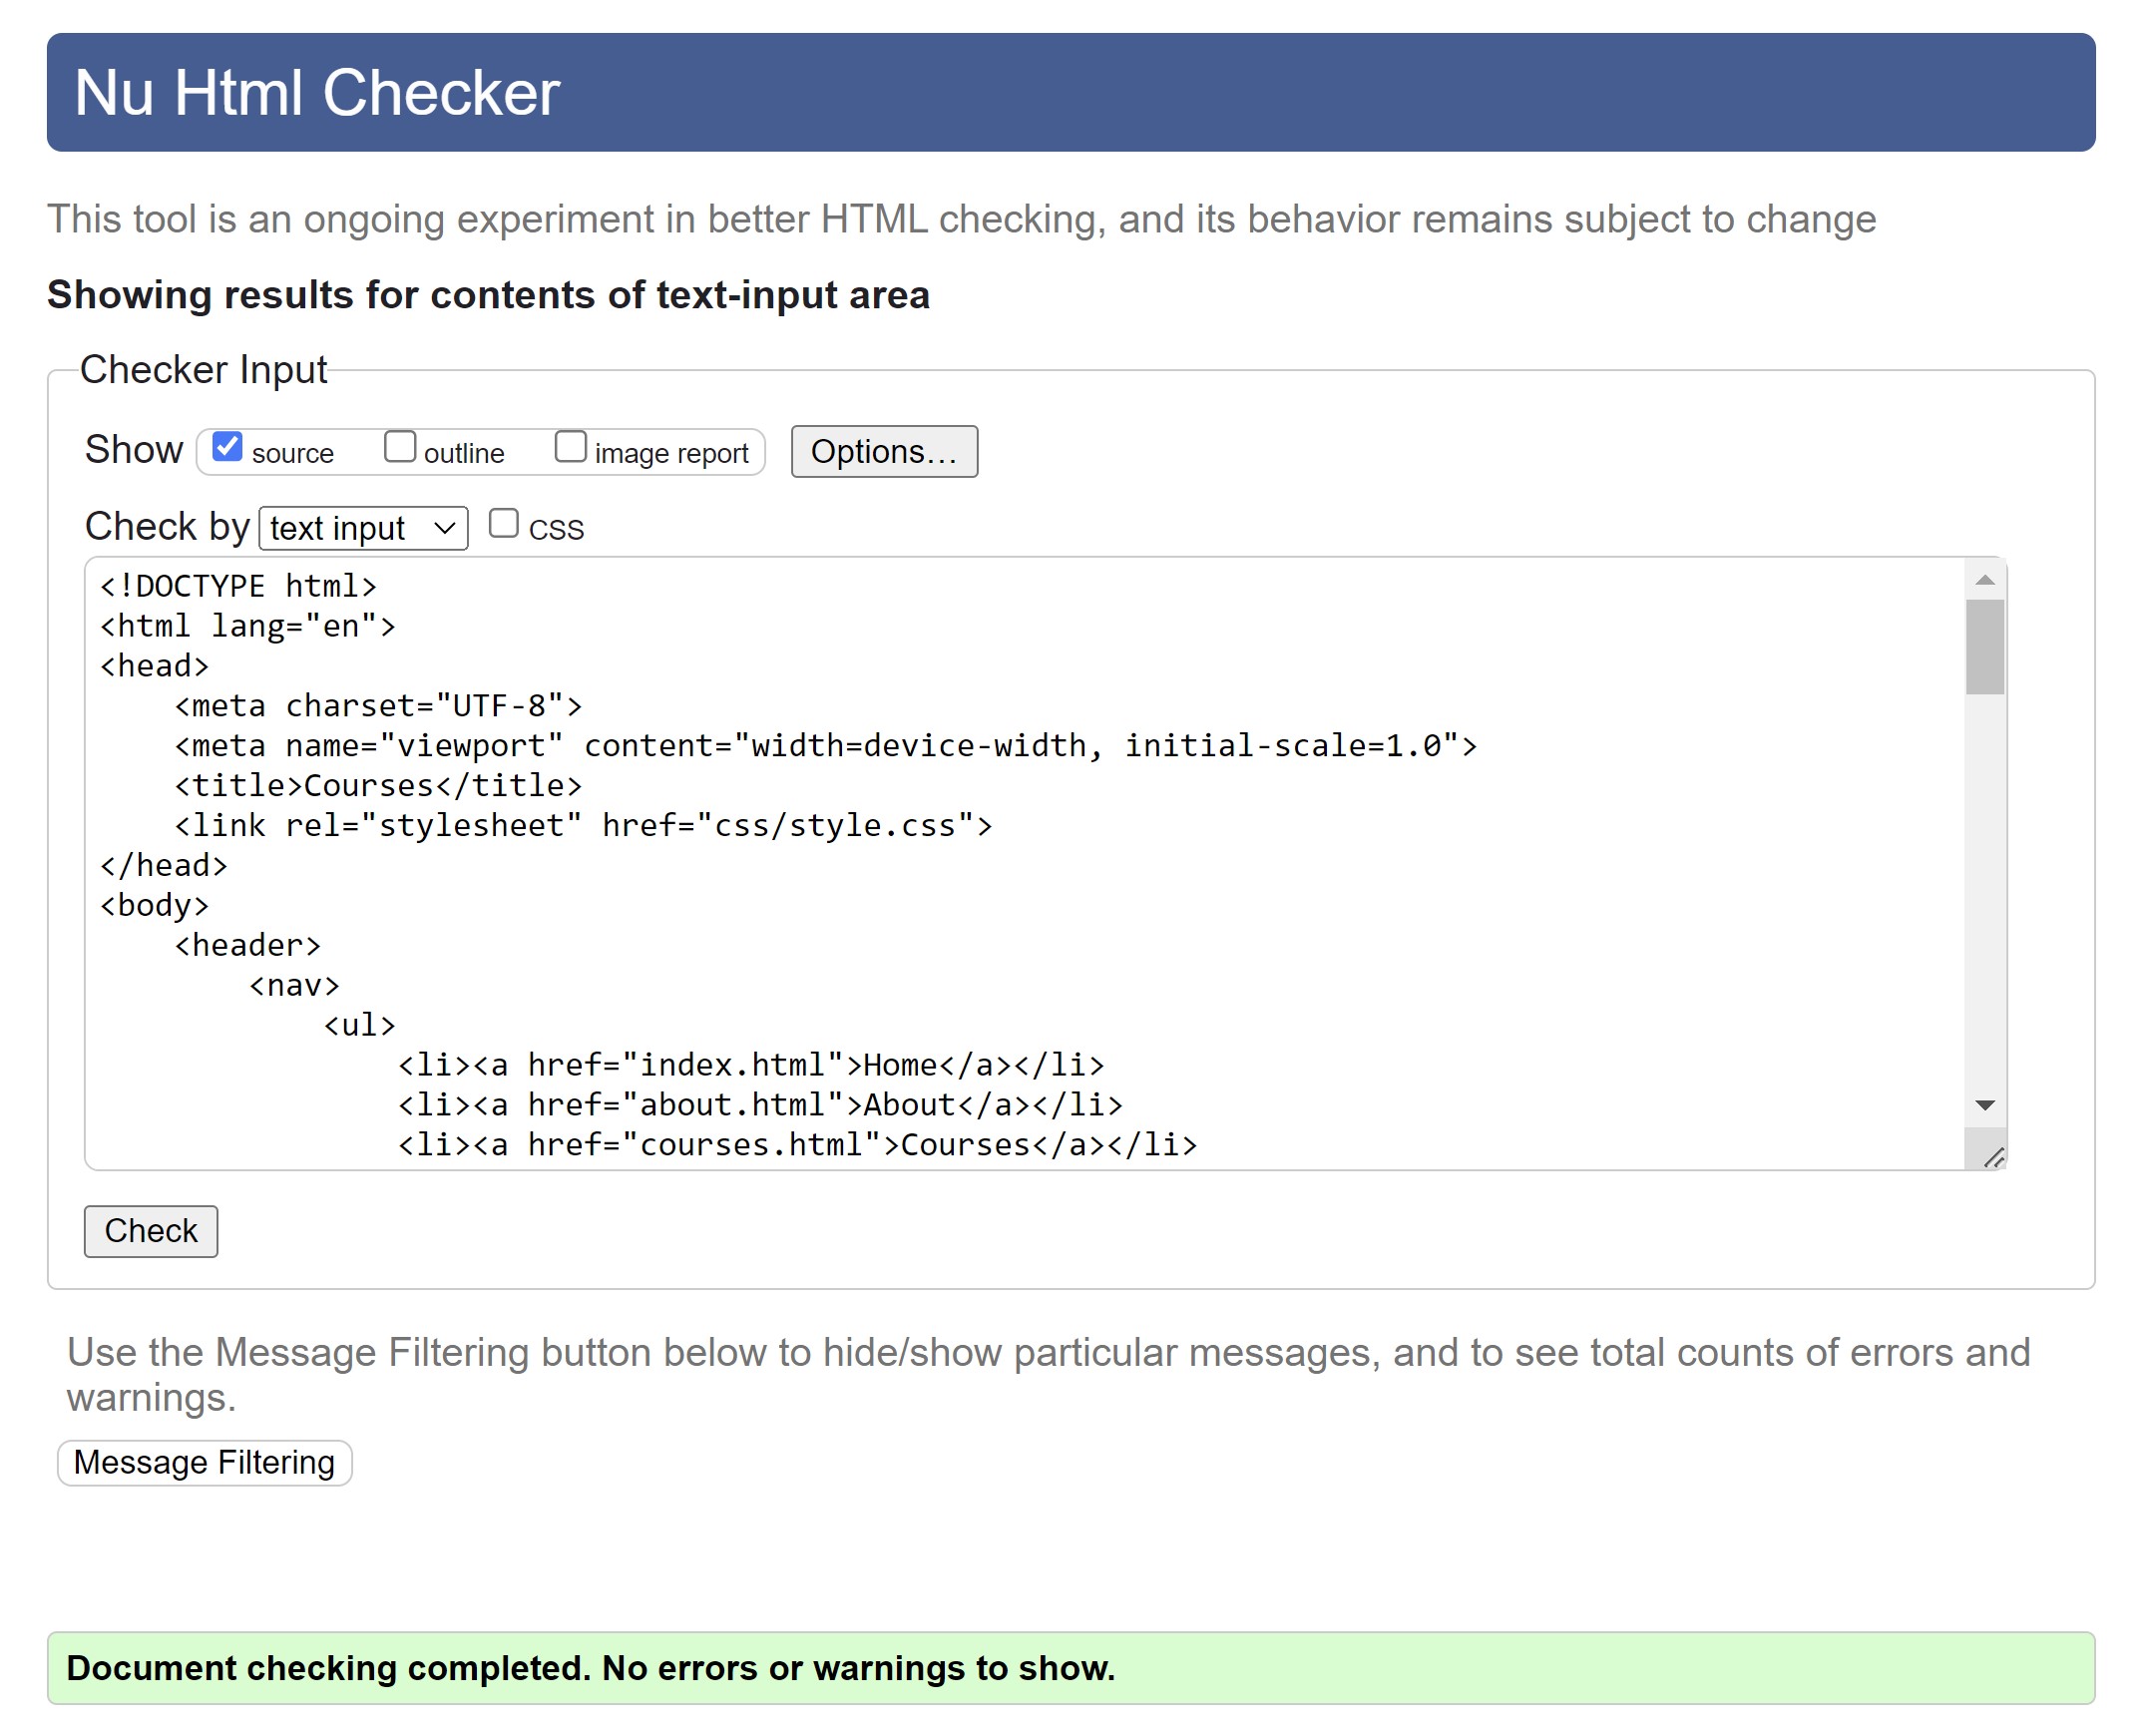 Nu Html Checker
This tool is an ongoing experiment in better HTML checking, and its behavior remains subject to change
Showing results for contents of text-input area
Checker Input
Show source outline image report Options…
Check by text input CSS
<!DOCTYPE html>
<html lang="en">
<head>
    <meta charset="UTF-8">
    <meta name="viewport" content="width=device-width, initial-scale=1.0">
    <title>Courses</title>
    <link rel="stylesheet" href="css/style.css">
</head>
<body>
    <header>
        <nav>
            <ul>
                <li><a href="index.html">Home</a></li>
                <li><a href="about.html">About</a></li>
                <li><a href="courses.html">Courses</a></li>
Check
Use the Message Filtering button below to hide/show particular messages, and to see total counts of errors and
warnings.
Message Filtering
Document checking completed. No errors or warnings to show.